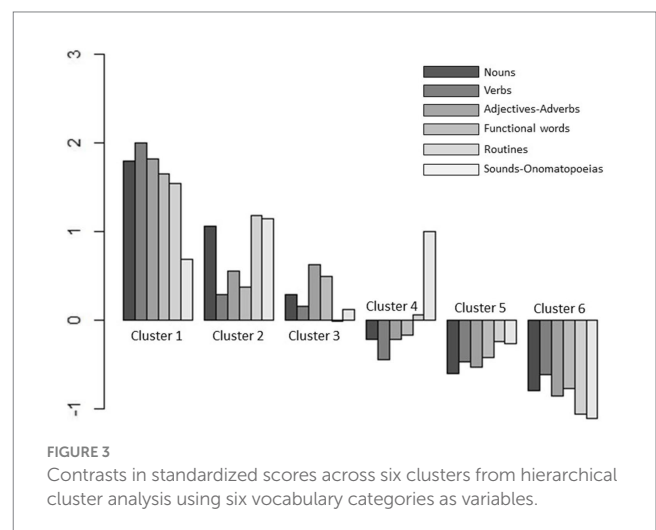 3
2
1
0
-1
Nouns
Verbs
Adjectives-Adverbs
Functional words
Routines
Sounds-Onomatopoeias
Cluster 1
Cluster 2
Cluster 3
Cluster 4
Cluster 5
Cluster 6
FIGURE 3
Contrasts in standardized scores across six clusters from hierarchical
cluster analysis using six vocabulary categories as variables.